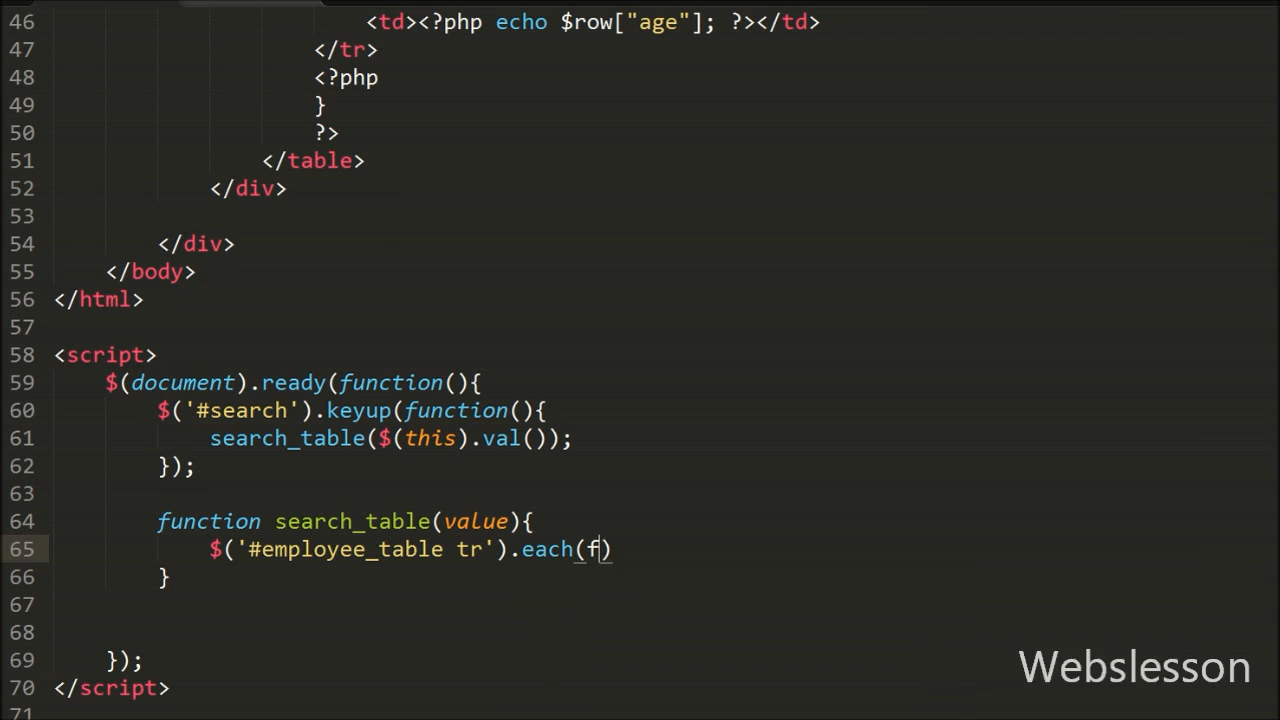 46 <td><?php echo $row["age"]; ?></td>
47 </tr>
48 <?php
49 }
50 ?>
51 </table>
52 </div>
53
54 </div>
55 </body>
56 </html>
57
58 <script>
59 $(document).ready(function(){
60 $('#search').keyup(function(){
61 search_table($(this).val());
62 });
63
64 function search_table(value){
65 $('#employee_table tr').each(f)
66 }
67
68
69 });
70 </script>
71
Webslesson